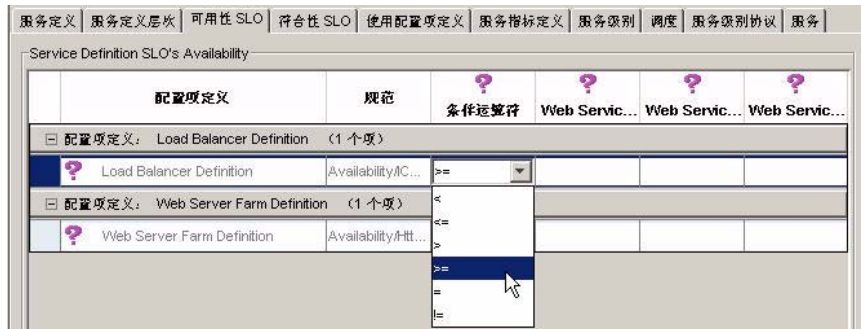 服务定义 服务定义层次 可用性 SLO 符合性 SLO 使用配置项定义 服务指标定义 服务级别 调度 服务级别协议 服务
Service Definition SLO's Availability
配置项定义 规范 条件运算符 Web Servic... Web Servic... Web Servic...
配置项定义： Load Balancer Definition （1 个项）
Load Balancer Definition Availability/IC... >=
<
配置项定义： Web Server Farm Definition （1 个项）
<=
Web Server Farm Definition Availability/Htt...
>
>=
=
!=